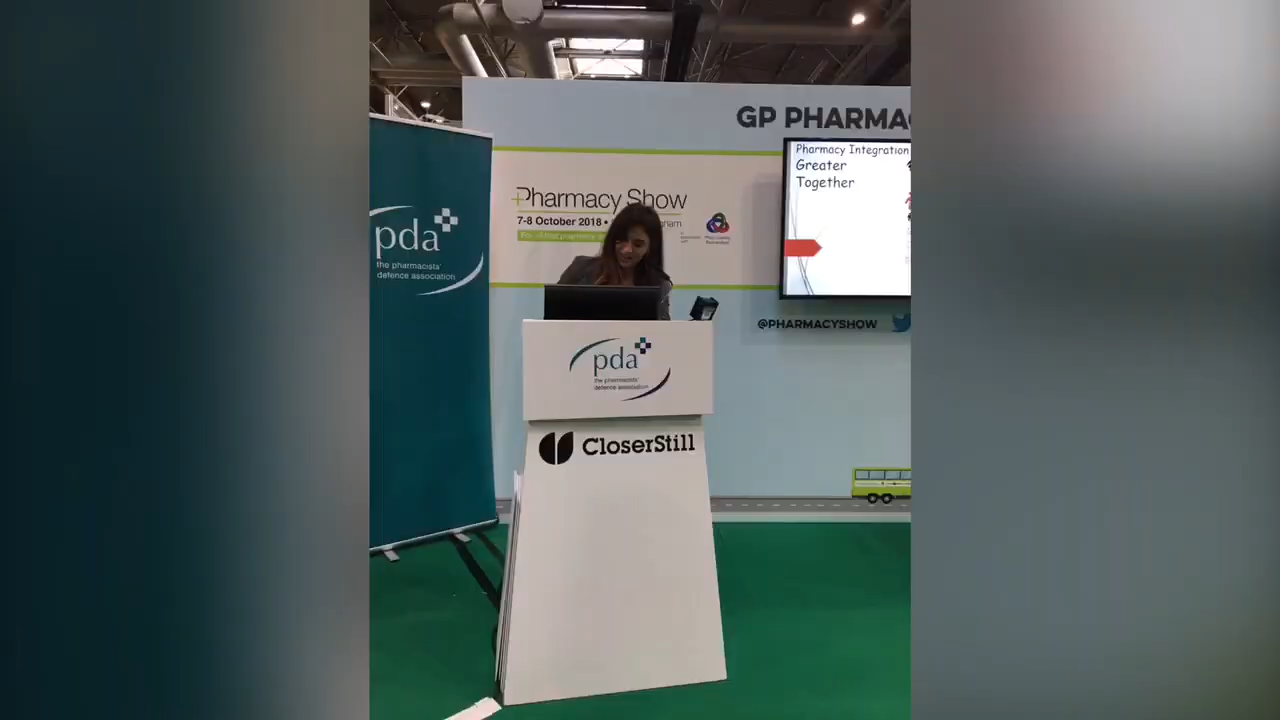 GP PHARMAC
Pharmacy Integration
Greater
Together
Pharmacy Show
7-8 October 2018 •
@PHARMACYSHOW
pda
the pharmacists'
defence association
pda
the pharmacists'
defence association
CloserStill